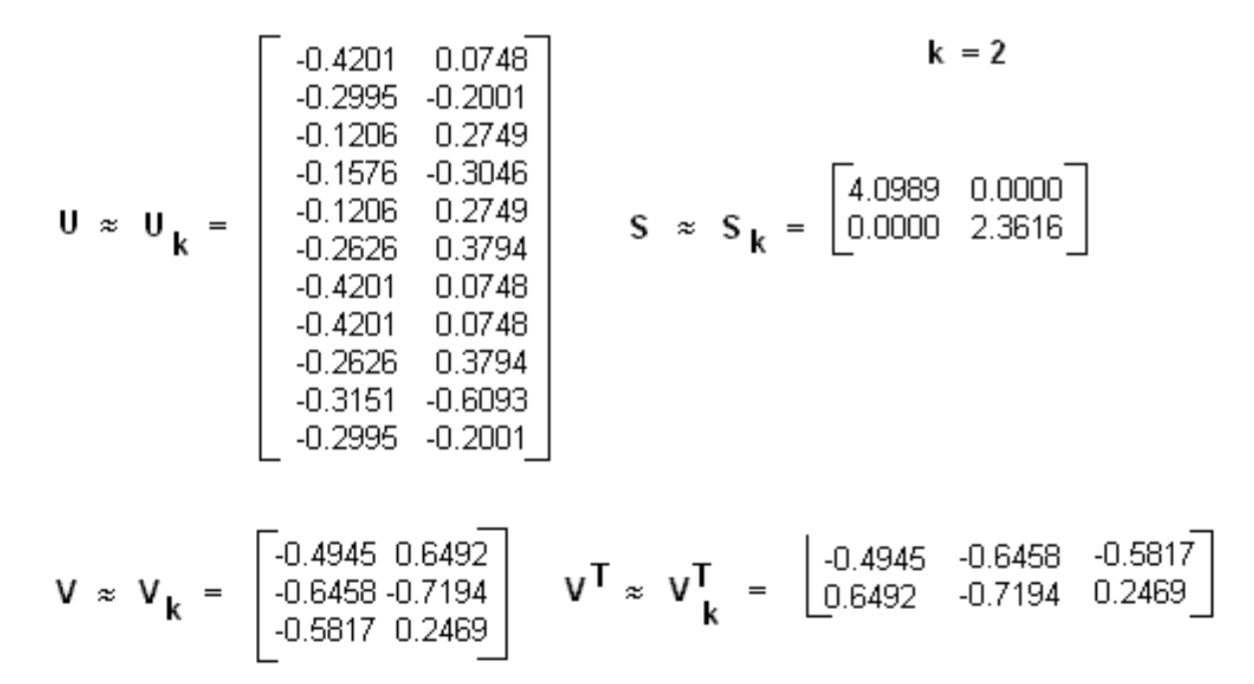 k = 2
U ≈ U k =
-0.4201 0.0748
-0.2995 -0.2001
-0.1206 0.2749
-0.1576 -0.3046
-0.1206 0.2749
-0.2626 0.3794
-0.4201 0.0748
-0.4201 0.0748
-0.2626 0.3794
-0.3151 -0.6093
-0.2995 -0.2001
S ≈ S k =
4.0989 0.0000
0.0000 2.3616
V ≈ V k =
-0.4945 0.6492
-0.6458 -0.7194
-0.5817 0.2469
V T ≈ V T k =
-0.4945 -0.6458 -0.5817
0.6492 -0.7194 0.2469